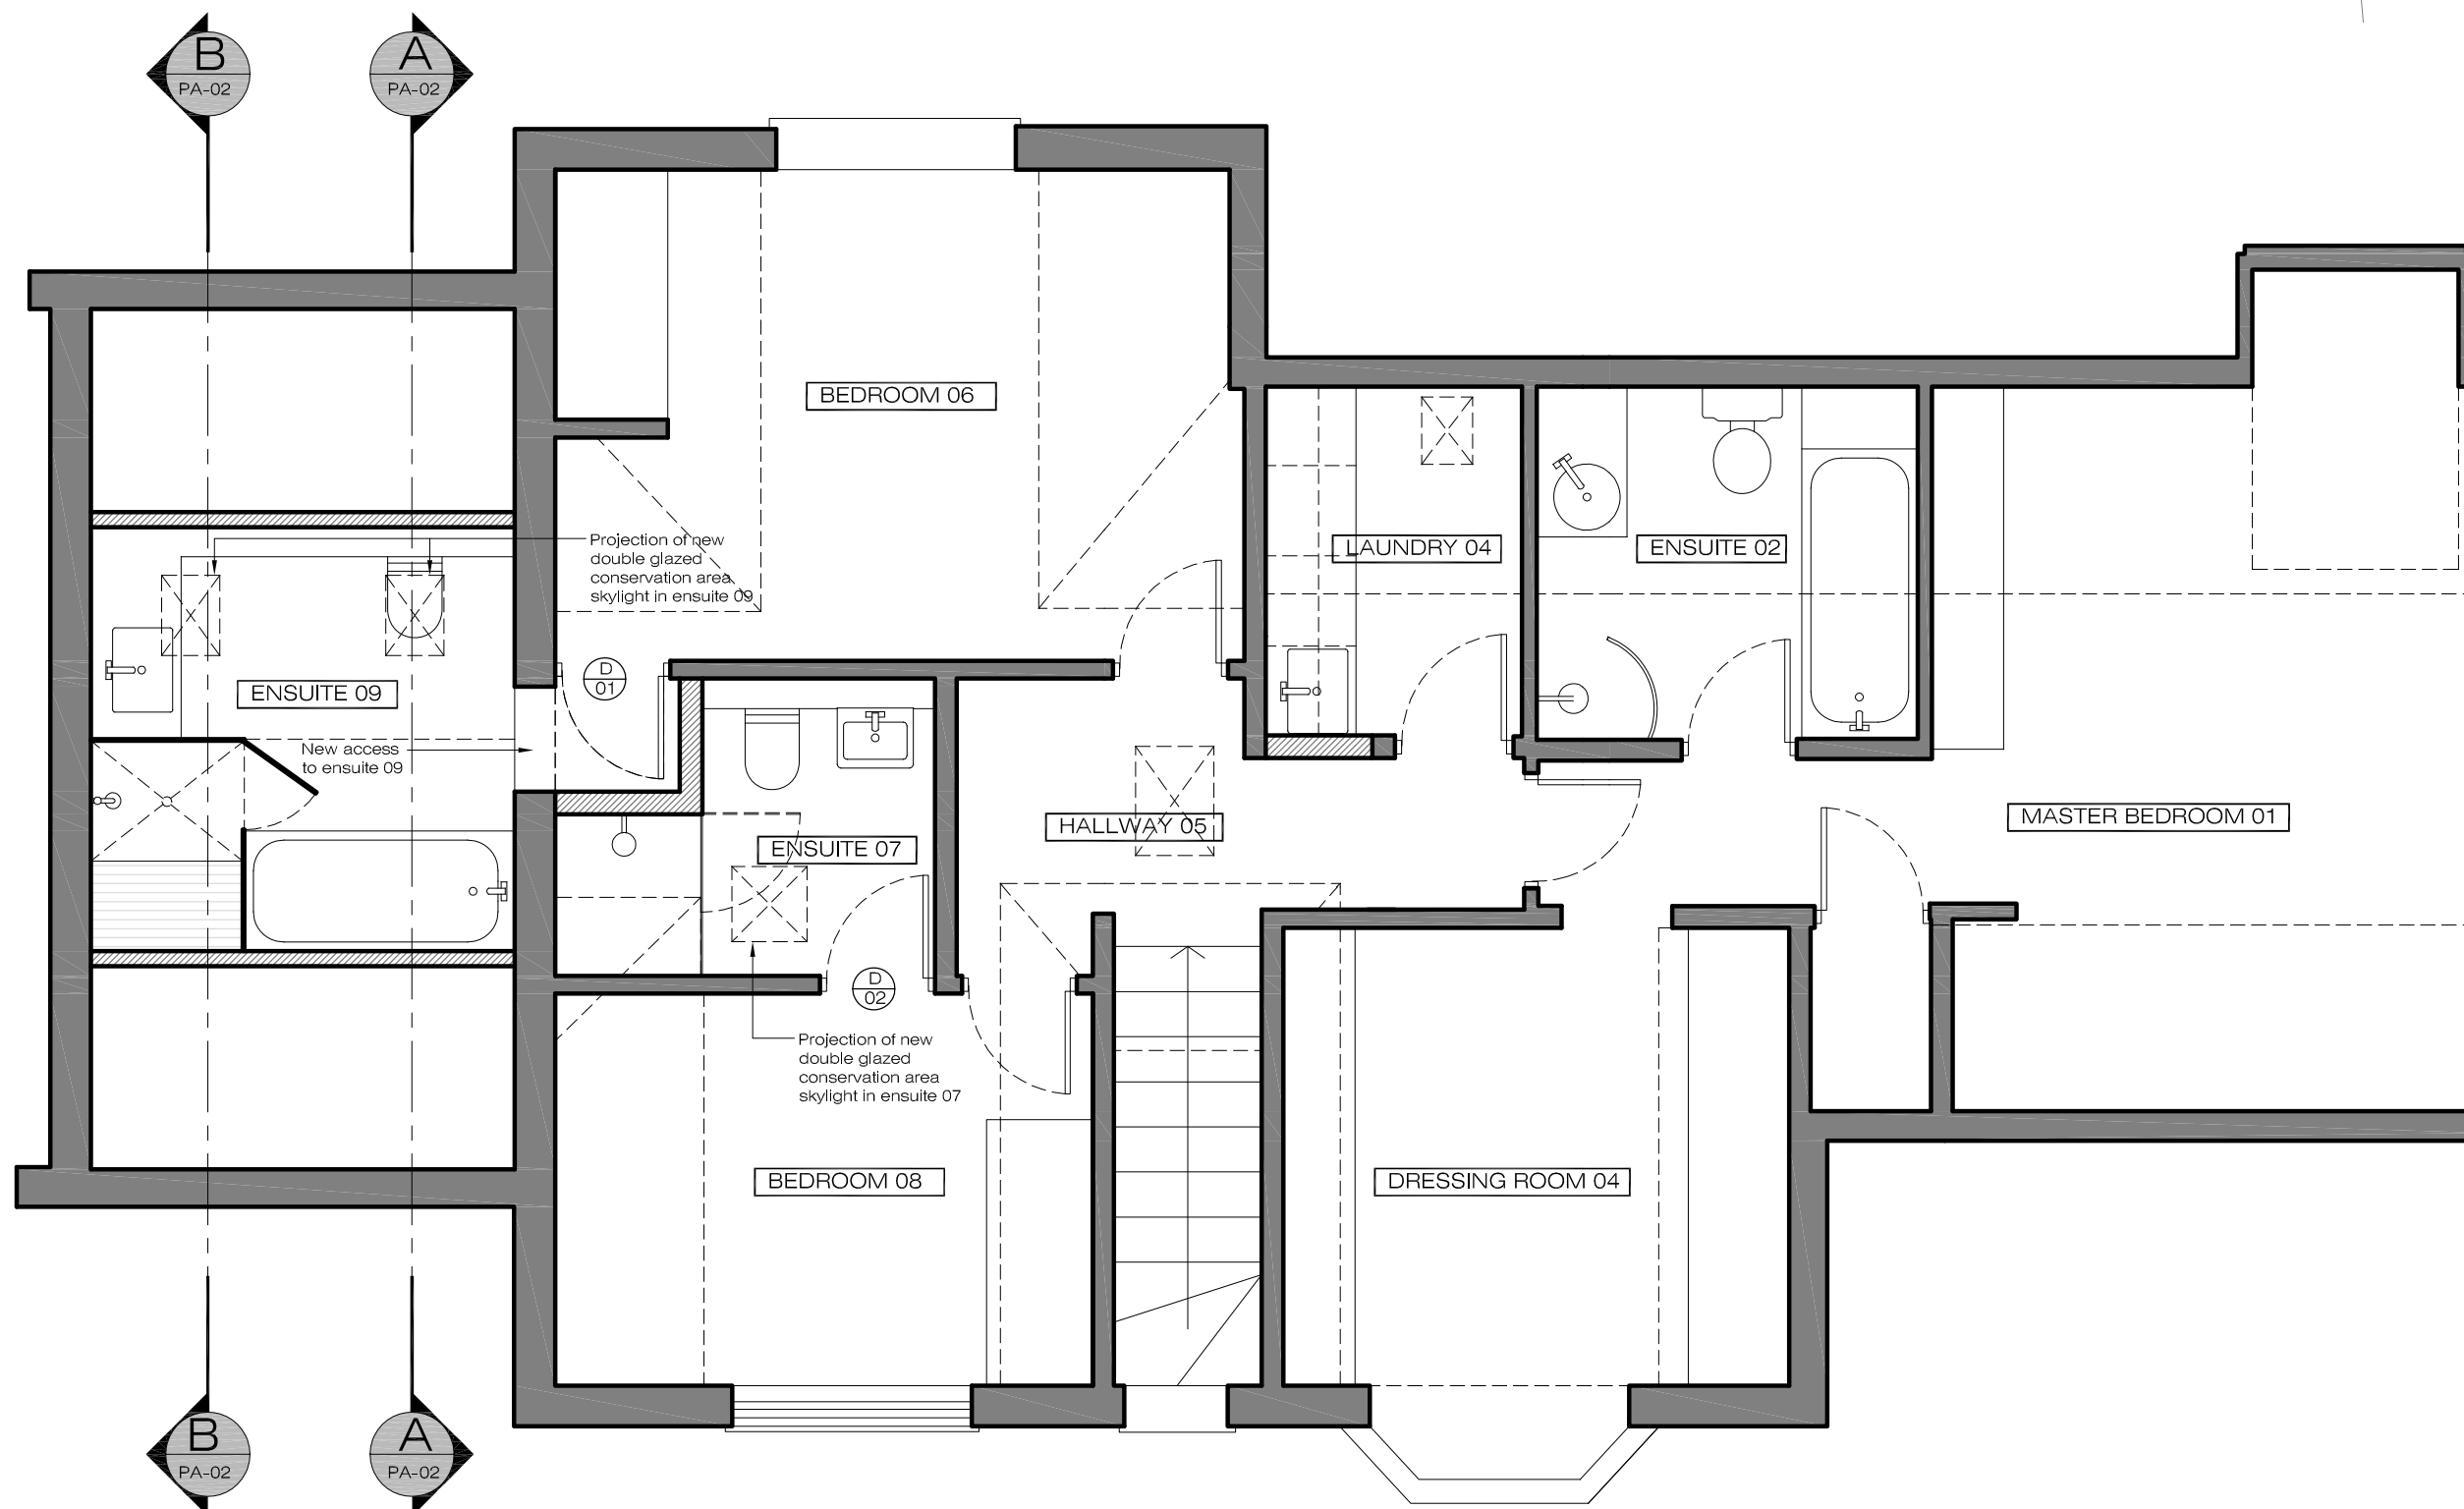 B
PA-02
A
PA-02
BEDROOM 06
Projection of new
double glazed
conservation area
skylight in ensuite 09
LAUNDRY 04
ENSUITE 02
ENSUITE 09
D
01
New access
to ensuite 09
ENSUITE 07
HALLWAY 05
MASTER BEDROOM 01
D
02
Projection of new
double glazed
conservation area
skylight in ensuite 07
BEDROOM 08
DRESSING ROOM 04
B
PA-02
A
PA-02